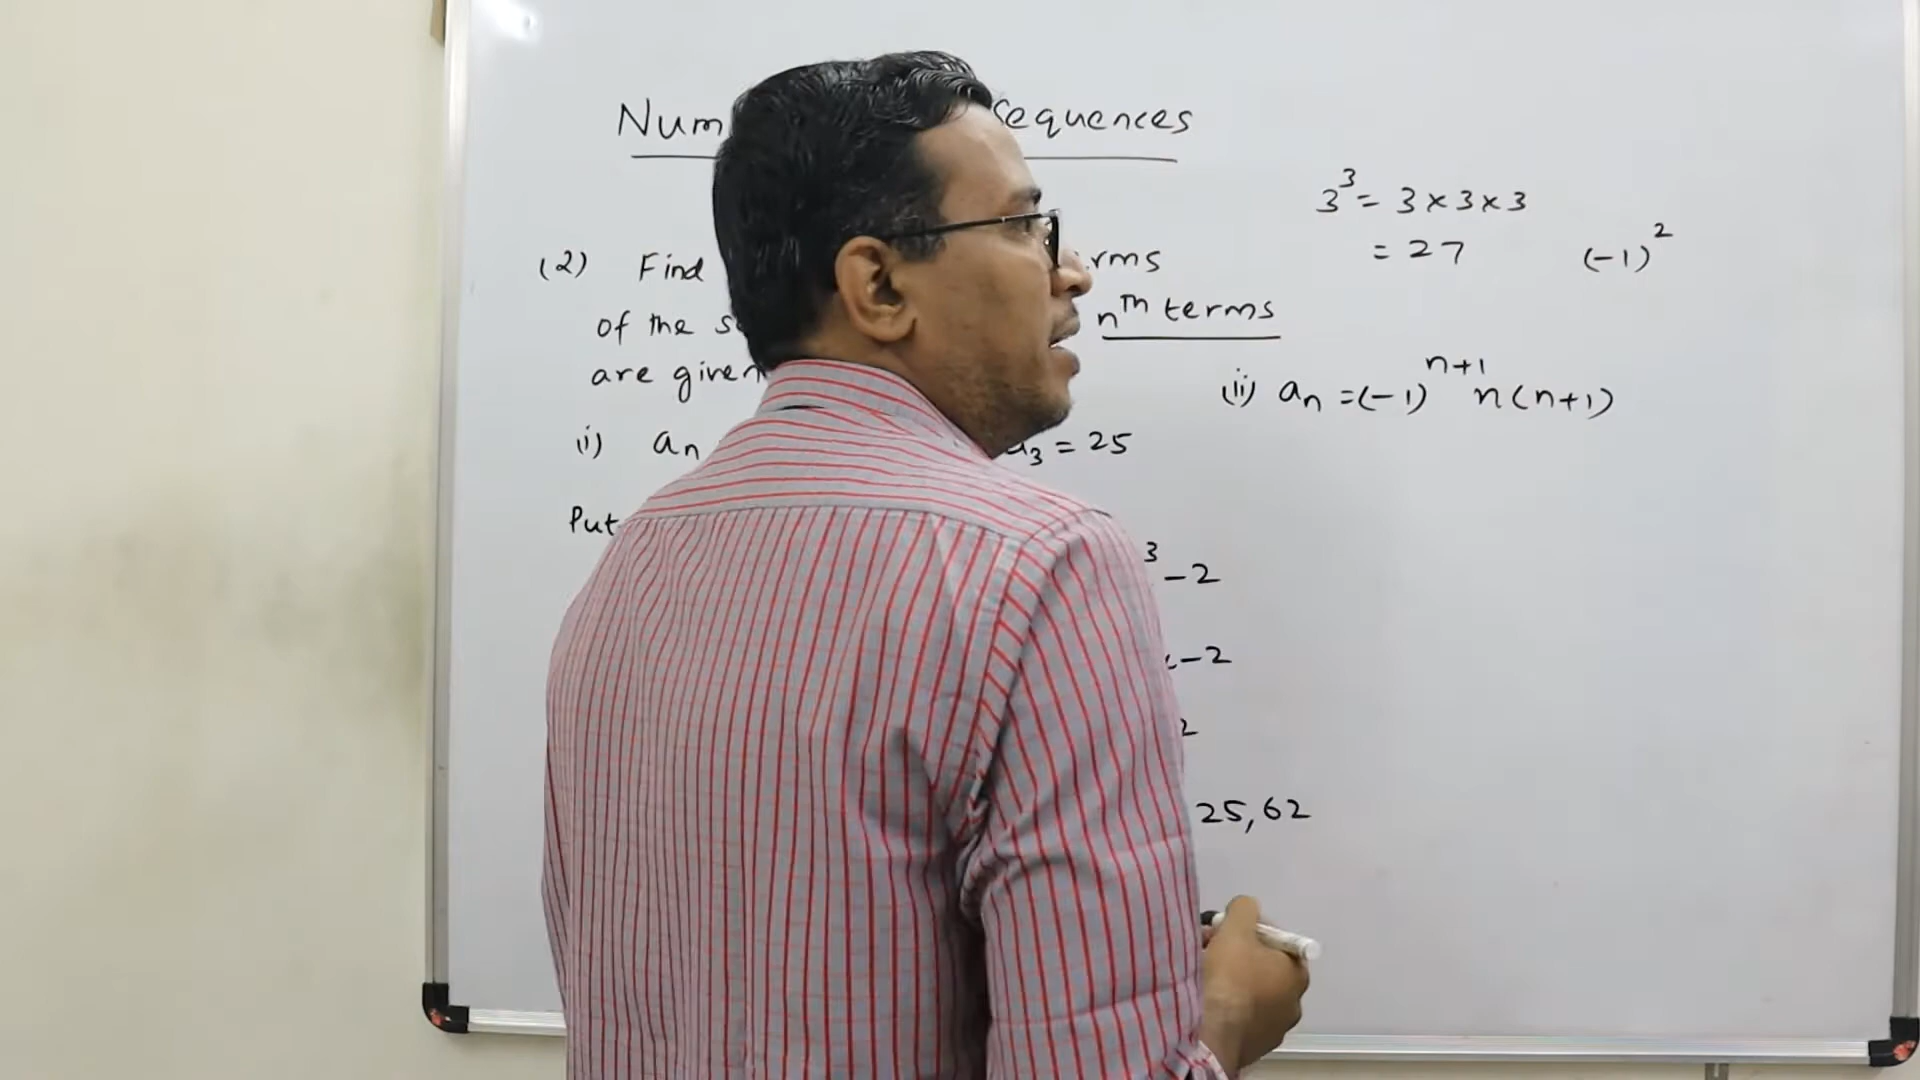 Num Sequences
3³ = 3 × 3 × 3
= 27
(-1)²
(2) Find rms
of the s nᵗʰ terms
are given
(i) aₙ a₃ = 25
(ii) aₙ = (-1)ⁿ⁺¹ n(n+1)
Put
³ - 2
- 2
2
25, 62